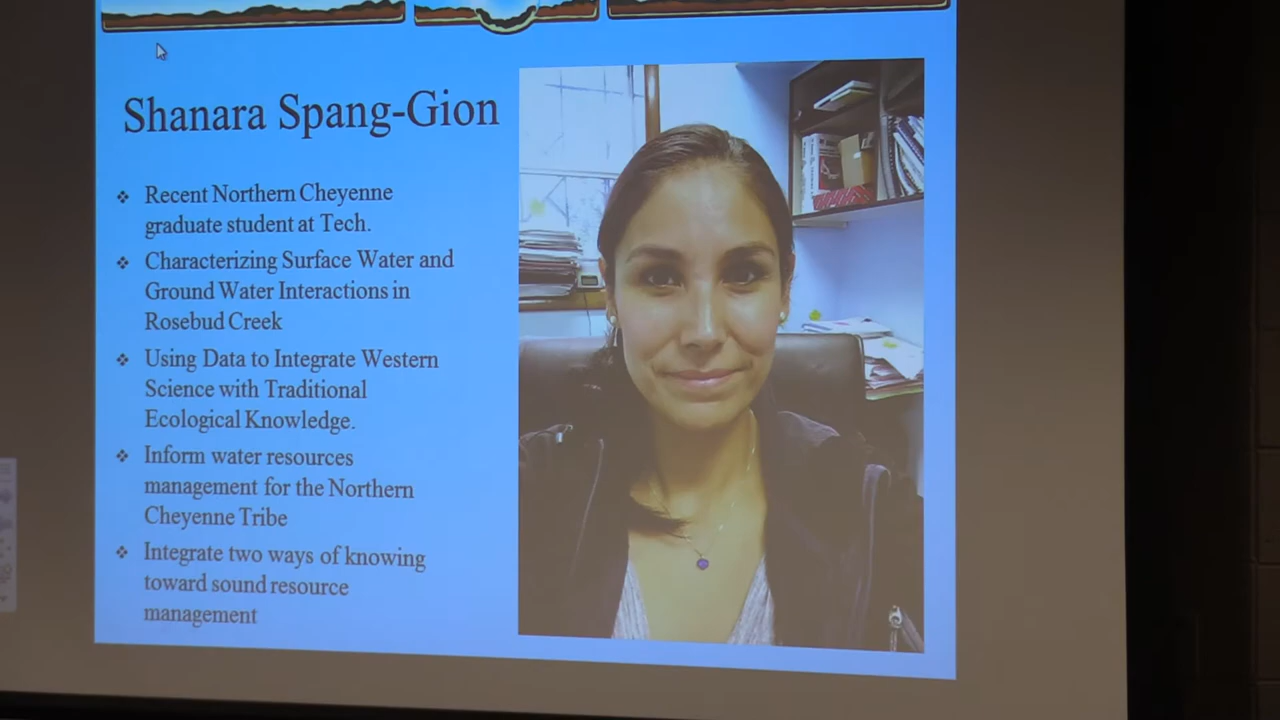 Shanara Spang-Gion
❖ Recent Northern Cheyenne
graduate student at Tech.
❖ Characterizing Surface Water and
Ground Water Interactions in
Rosebud Creek
❖ Using Data to Integrate Western
Science with Traditional
Ecological Knowledge.
❖ Inform water resources
management for the Northern
Cheyenne Tribe
❖ Integrate two ways of knowing
toward sound resource
management